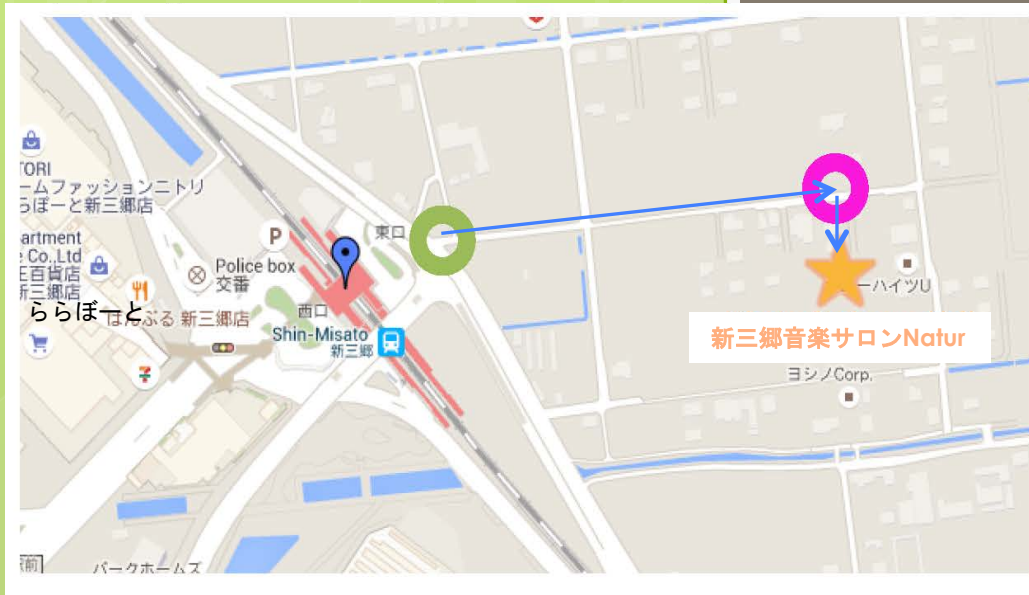 TORI
ームファッションニトリ
らぽーと新三郷店
artment
e Co.,Ltd
王百貨店
新三郷店
ららぽーと
ほんぶる 新三郷店
P
東口
Police box
交番
西口
Shin-Misato
新三郷
ーハイツU
新三郷音楽サロンNatur
ヨシノCorp.
駅前
パークホームズ